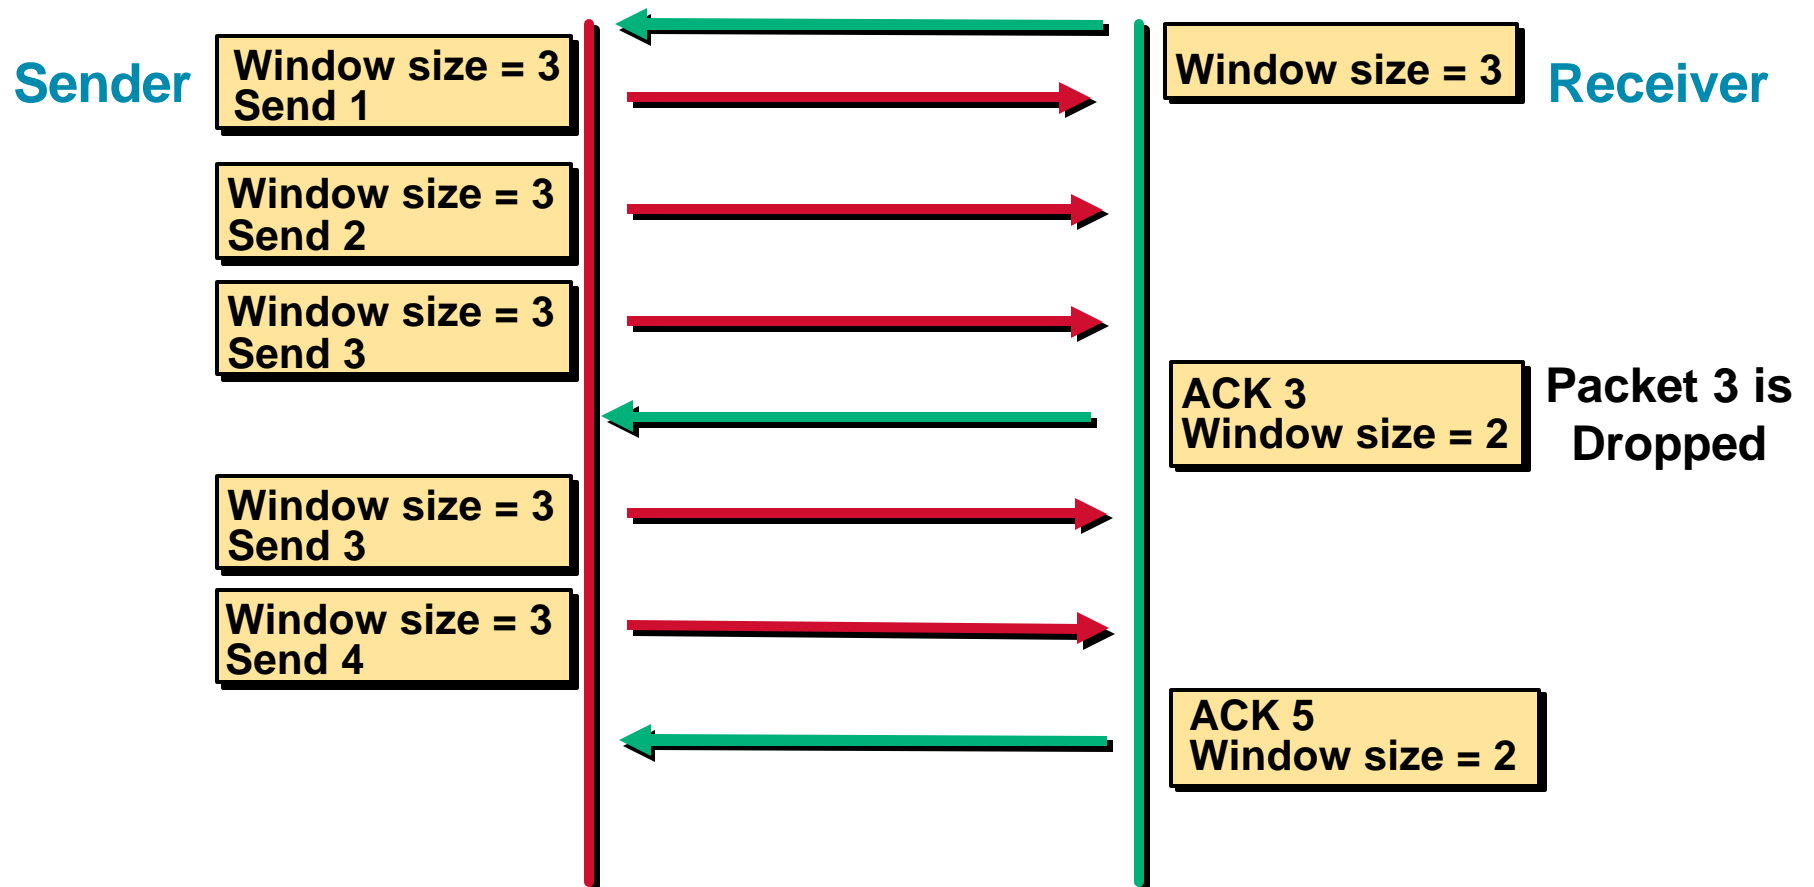 Sender
Window size = 3
Send 1
Window size = 3
Receiver
Window size = 3
Send 2
Window size = 3
Send 3
ACK 3
Window size = 2
Packet 3 is
Dropped
Window size = 3
Send 3
Window size = 3
Send 4
ACK 5
Window size = 2